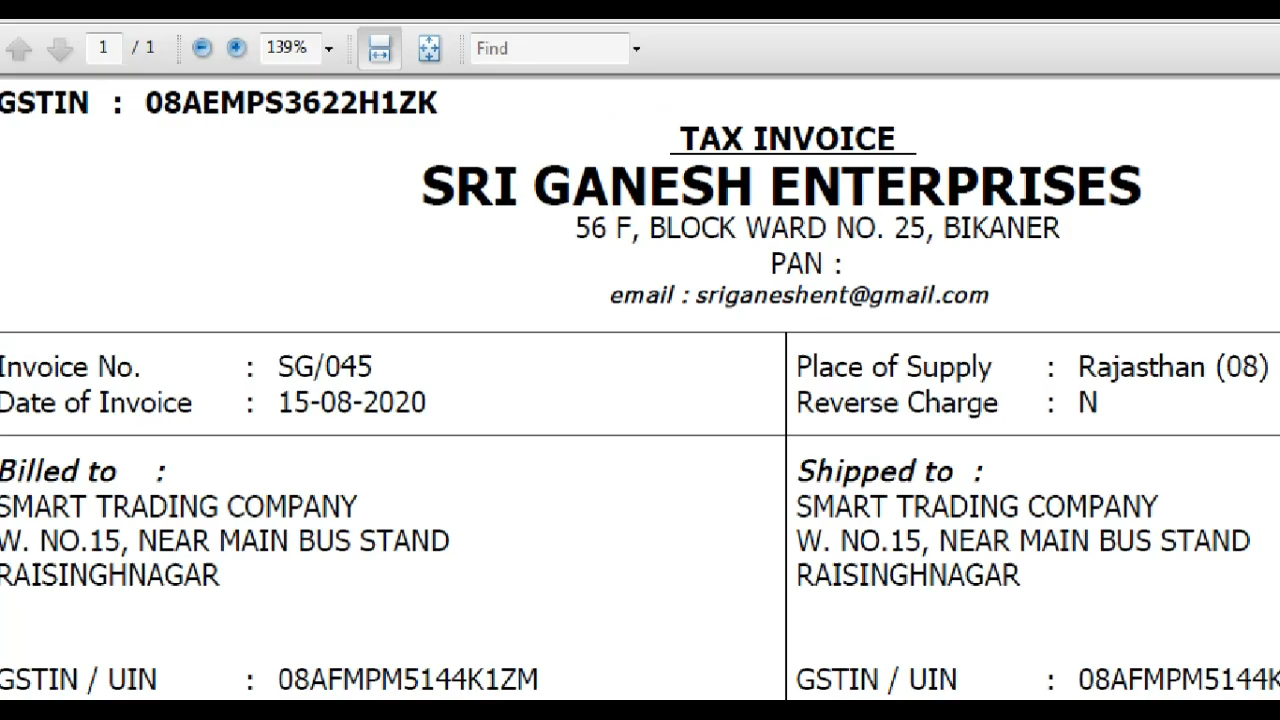 1 / 1 139% Find
GSTIN : 08AEMPS3622H1ZK
TAX INVOICE
SRI GANESH ENTERPRISES
56 F, BLOCK WARD NO. 25, BIKANER
PAN :
email : sriganeshent@gmail.com
Invoice No. : SG/045
Date of Invoice : 15-08-2020
Place of Supply : Rajasthan (08)
Reverse Charge : N
Billed to :
SMART TRADING COMPANY
W. NO.15, NEAR MAIN BUS STAND
RAISINGHNAGAR
GSTIN / UIN : 08AFMPM5144K1ZM
Shipped to :
SMART TRADING COMPANY
W. NO.15, NEAR MAIN BUS STAND
RAISINGHNAGAR
GSTIN / UIN : 08AFMPM5144K